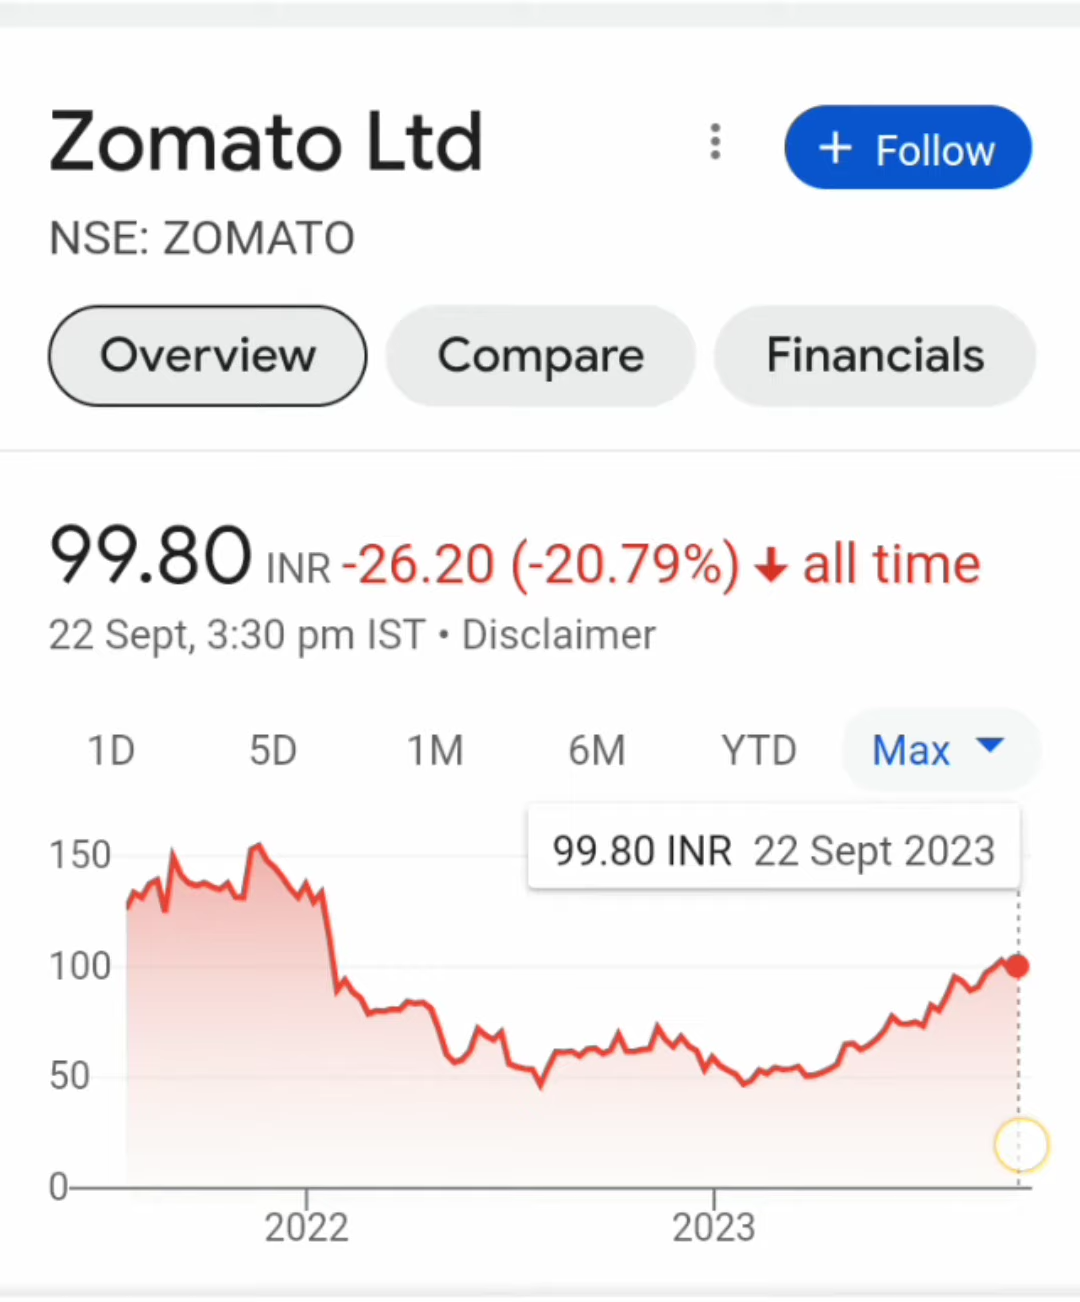 Zomato Ltd
+ Follow
NSE: ZOMATO
Overview Compare Financials
99.80 INR -26.20 (-20.79%) ↓ all time
22 Sept, 3:30 pm IST • Disclaimer
1D 5D 1M 6M YTD Max
99.80 INR 22 Sept 2023
150
100
50
0
2022 2023